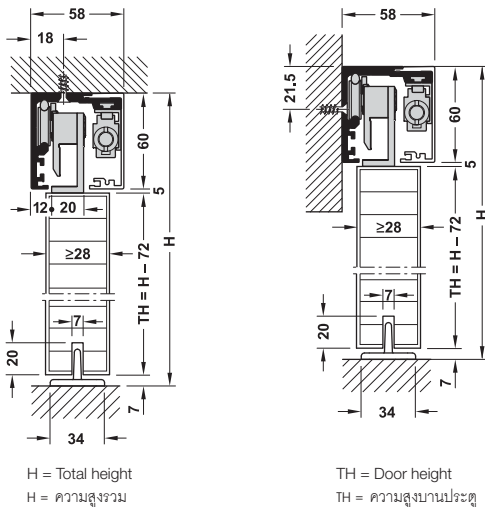 58
18
60
5
12
20
≥28
TH = H – 72
H
7
20
7
34
58
21.5
60
5
≥28
TH = H – 72
H
7
20
7
34
H = Total height
H = ความสูงรวม
TH = Door height
TH = ความสูงบานประตู